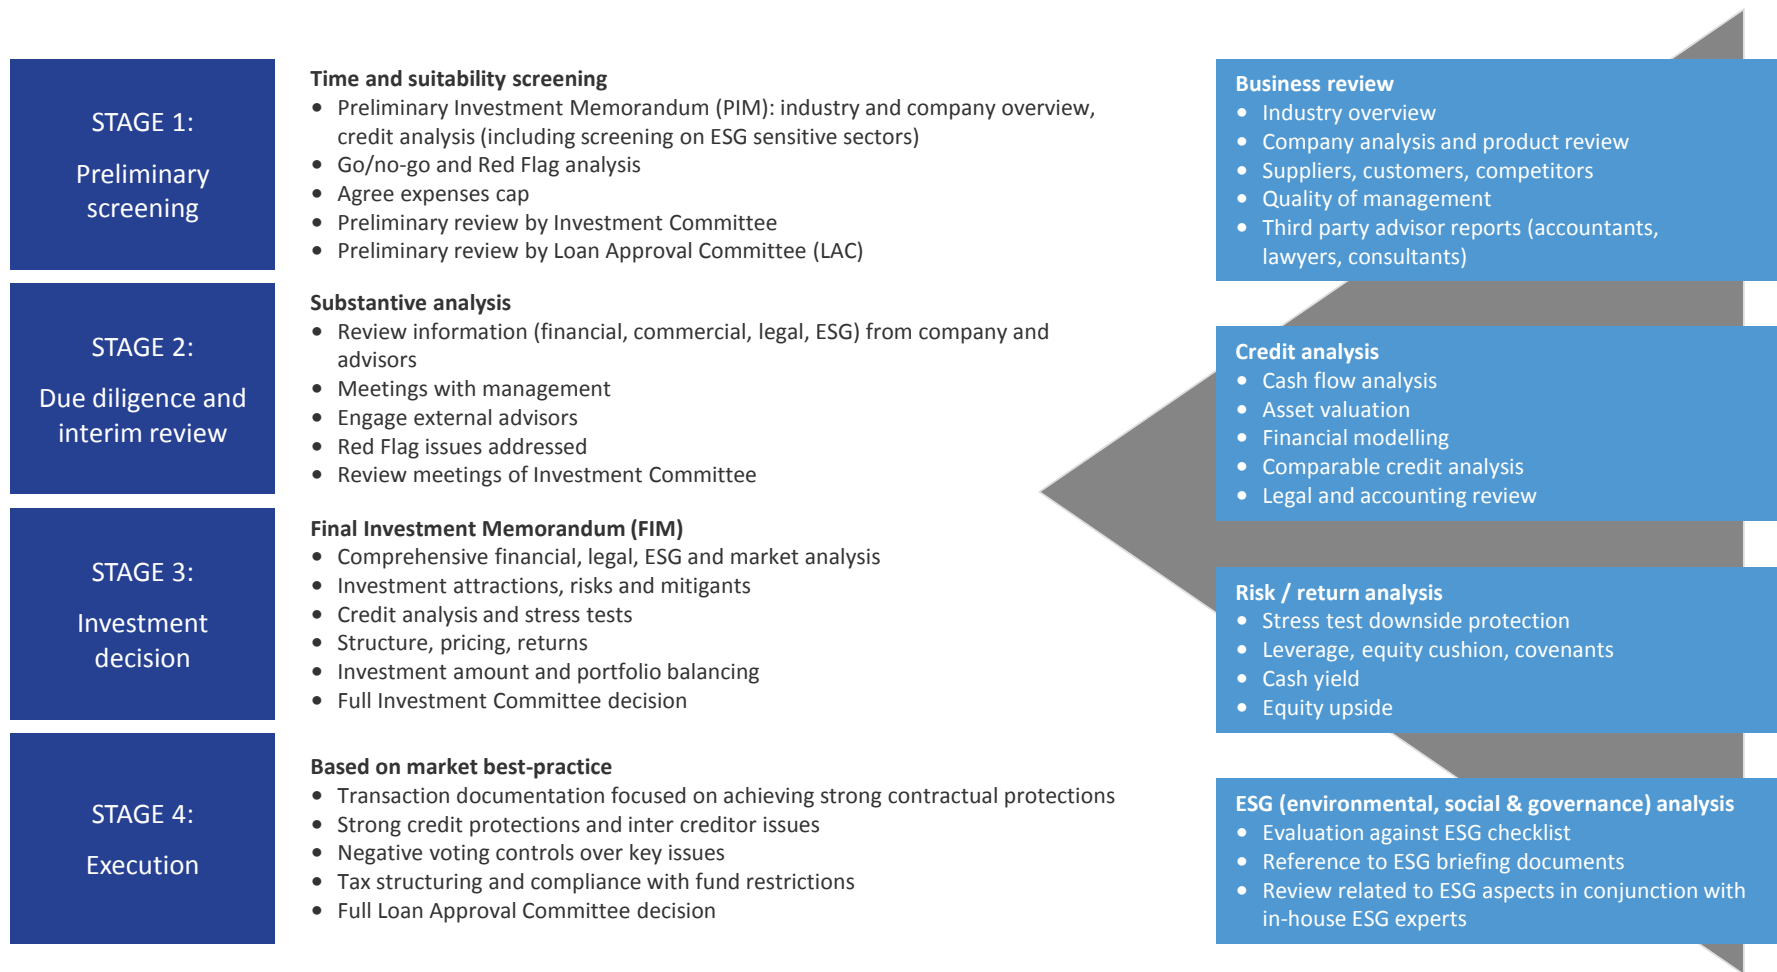 STAGE 1:
Preliminary
screening
Time and suitability screening
• Preliminary Investment Memorandum (PIM): industry and company overview,
credit analysis (including screening on ESG sensitive sectors)
• Go/no-go and Red Flag analysis
• Agree expenses cap
• Preliminary review by Investment Committee
• Preliminary review by Loan Approval Committee (LAC)
STAGE 2:
Due diligence and
interim review
Substantive analysis
• Review information (financial, commercial, legal, ESG) from company and
advisors
• Meetings with management
• Engage external advisors
• Red Flag issues addressed
• Review meetings of Investment Committee
STAGE 3:
Investment
decision
Final Investment Memorandum (FIM)
• Comprehensive financial, legal, ESG and market analysis
• Investment attractions, risks and mitigants
• Credit analysis and stress tests
• Structure, pricing, returns
• Investment amount and portfolio balancing
• Full Investment Committee decision
STAGE 4:
Execution
Based on market best-practice
• Transaction documentation focused on achieving strong contractual protections
• Strong credit protections and inter creditor issues
• Negative voting controls over key issues
• Tax structuring and compliance with fund restrictions
• Full Loan Approval Committee decision
Business review
• Industry overview
• Company analysis and product review
• Suppliers, customers, competitors
• Quality of management
• Third party advisor reports (accountants,
lawyers, consultants)
Credit analysis
• Cash flow analysis
• Asset valuation
• Financial modelling
• Comparable credit analysis
• Legal and accounting review
Risk / return analysis
• Stress test downside protection
• Leverage, equity cushion, covenants
• Cash yield
• Equity upside
ESG (environmental, social & governance) analysis
• Evaluation against ESG checklist
• Reference to ESG briefing documents
• Review related to ESG aspects in conjunction with
in-house ESG experts